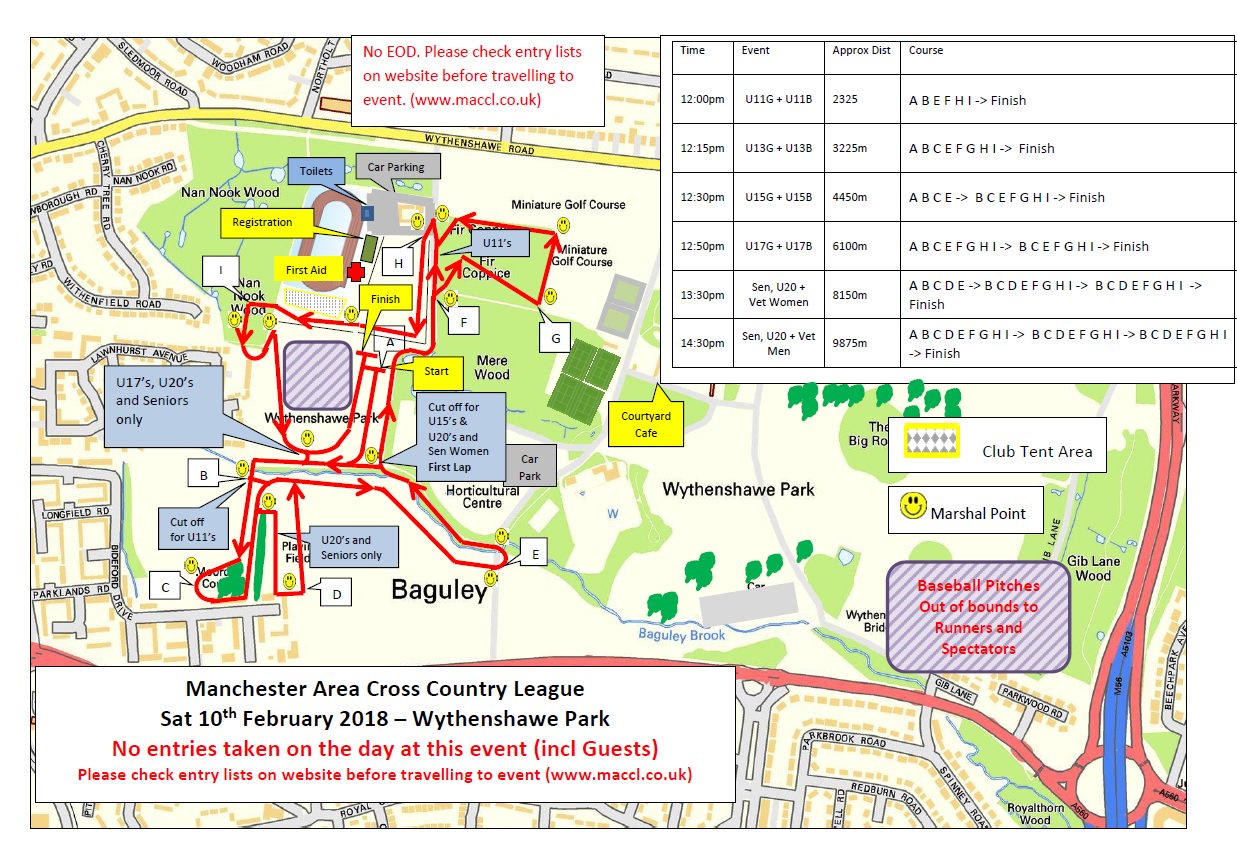 No EOD. Please check entry lists
on website before travelling to
event. (www.maccl.co.uk)
Time Event Approx Dist Course
12:00pm U11G + U11B 2325 A B E F H I -> Finish
12:15pm U13G + U13B 3225m A B C E F G H I -> Finish
12:30pm U15G + U15B 4450m A B C E -> B C E F G H I -> Finish
12:50pm U17G + U17B 6100m A B C E F G H I -> B C E F G H I -> Finish
13:30pm Sen, U20 +
Vet Women 8150m A B C D E -> B C D E F G H I -> B C D E F G H I ->
Finish
14:30pm Sen, U20 + Vet
Men 9875m A B C D E F G H I -> B C D E F G H I -> B C D E F G H I
-> Finish
SLEDMOOR ROAD
WOODHAM ROAD
NORTHOLT
WYTHENSHAWE ROAD
CHERRY TREE RD
NAN NOOK RD
WBOROUGH RD
WITHENFIELD ROAD
LAWNHURST AVENUE
Nan Nook Wood
Toilets
Car Parking
Registration
First Aid
Finish
Miniature Golf Course
Miniature
Golf Course
U11's
Fir
Coppice
H
I
Nan
Nook
Wood
F
G
A
Mere
Wood
Start
U17's, U20's
and Seniors
only
Wythenshawe Park
Cut off for
U15's &
U20's and
Sen Women
First Lap
Car
Park
Courtyard
Cafe
The
Club Tent Area
Marshal Point
B
Horticultural
Centre
Wythenshawe Park
W
Cut off
for U11's
U20's and
Seniors only
LONGFIELD RD
BIDEFORD DRIVE
PARKLANDS RD
C
D
E
Baguley
Baguley Brook
Gib Lane
Wood
Baseball Pitches
Out of bounds to
Runners and
Spectators
GIB LANE
PARKWOOD RD
PARKWAY
A5103
M56
BEECHPARK AVE
Manchester Area Cross Country League
Sat 10th February 2018 – Wythenshawe Park
No entries taken on the day at this event (incl Guests)
Please check entry lists on website before travelling to event (www.maccl.co.uk)
PARKBROOK ROAD
REDBURN ROAD
SPINNEY ROAD
Royalthorn
Wood
A560
A560